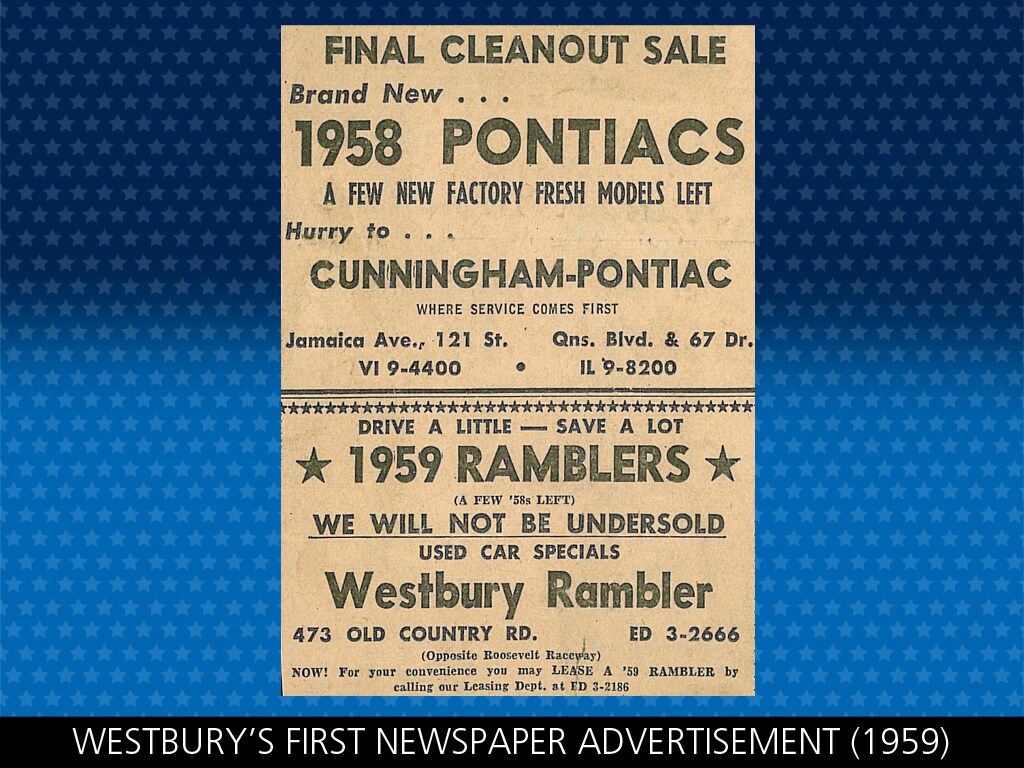 FINAL CLEANOUT SALE
Brand New . . .
1958 PONTIACS
A FEW NEW FACTORY FRESH MODELS LEFT
Hurry to . . .
CUNNINGHAM-PONTIAC
WHERE SERVICE COMES FIRST
Jamaica Ave., 121 St. Qns. Blvd. & 67 Dr.
VI 9-4400 • IL 9-8200
DRIVE A LITTLE — SAVE A LOT
★ 1959 RAMBLERS ★
(A FEW '58s LEFT)
WE WILL NOT BE UNDERSOLD
USED CAR SPECIALS
Westbury Rambler
473 OLD COUNTRY RD. ED 3-2666
(Opposite Roosevelt Raceway)
NOW! For your convenience you may LEASE A '59 RAMBLER by
calling our Leasing Dept. at ED 3-2186
WESTBURY'S FIRST NEWSPAPER ADVERTISEMENT (1959)